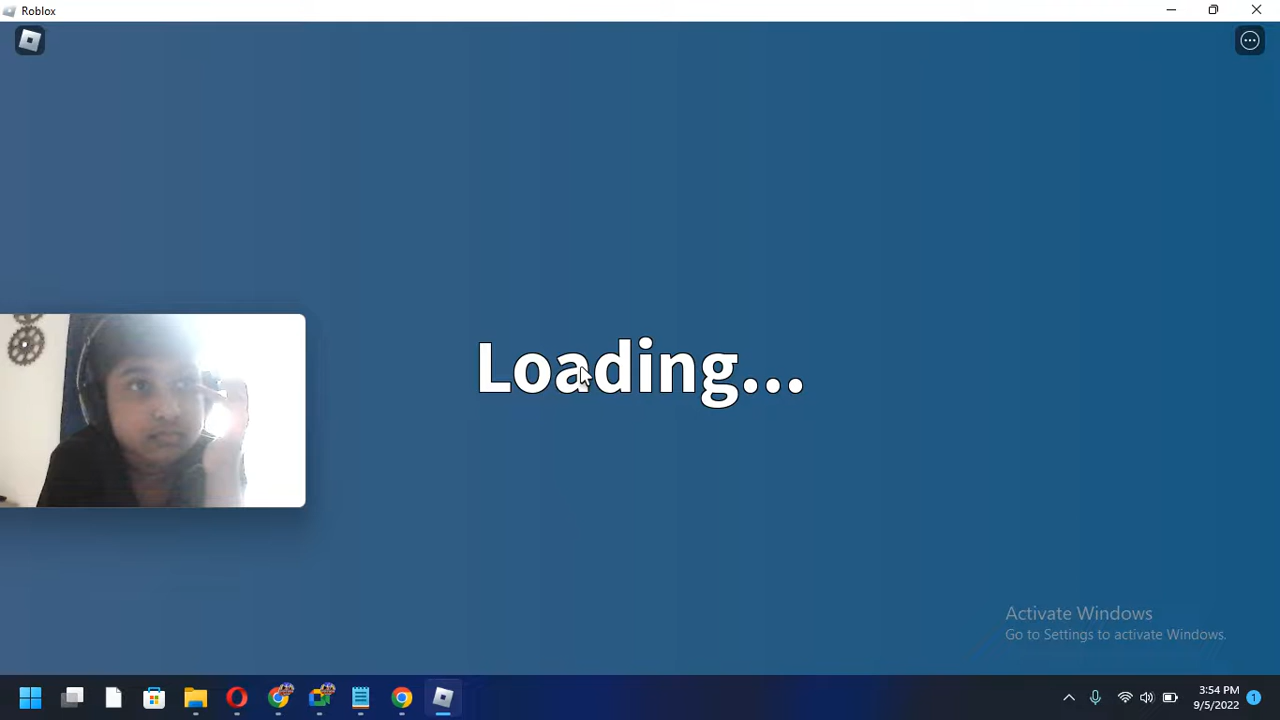 Roblox
Loading...
Activate Windows
Go to Settings to activate Windows.
3:54 PM
9/5/2022
1